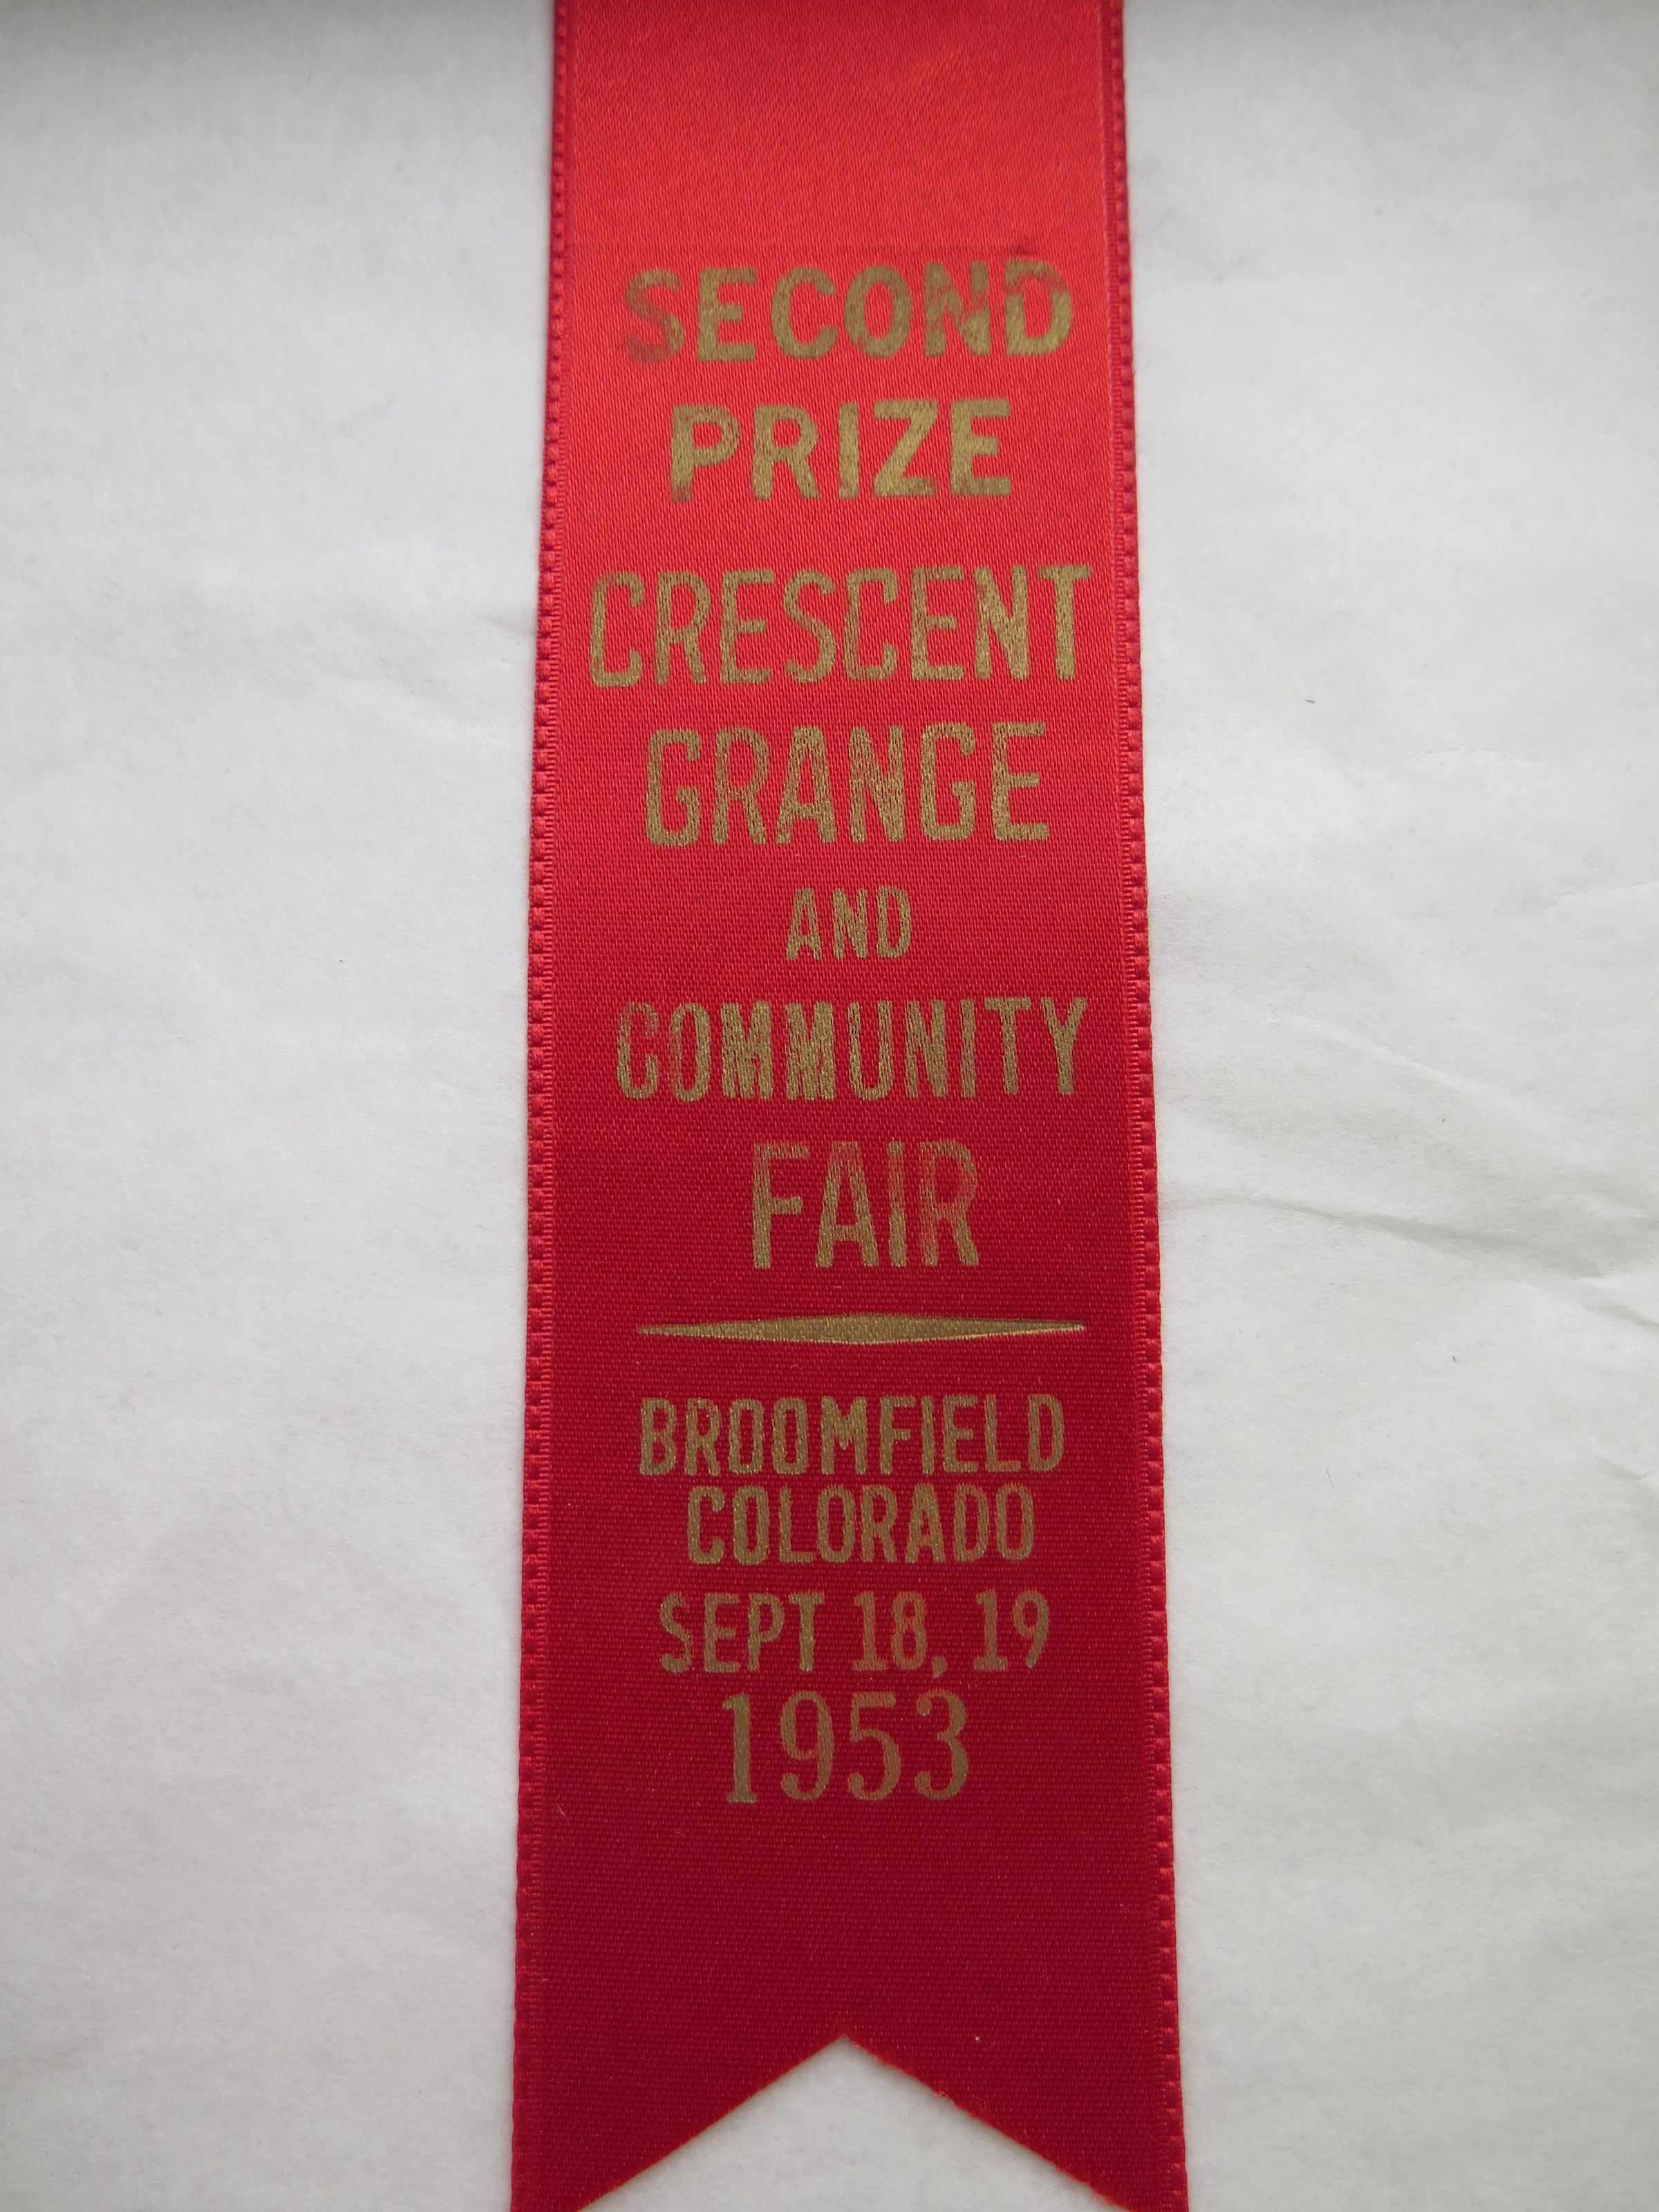 SECOND
PRIZE
CRESCENT
GRANGE
AND
COMMUNITY
FAIR
BROOMFIELD
COLORADO
SEPT 18, 19
1953